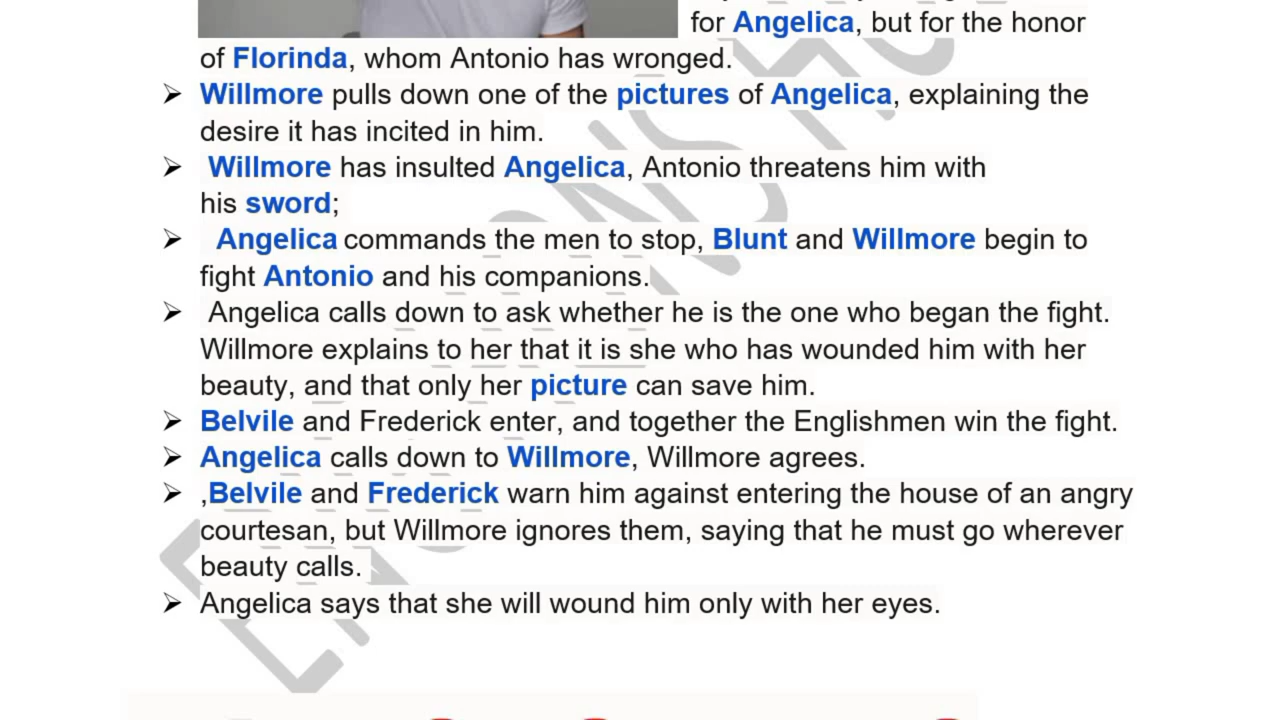 for Angelica, but for the honor
of Florinda, whom Antonio has wronged.
➢ Willmore pulls down one of the pictures of Angelica, explaining the
desire it has incited in him.
➢ Willmore has insulted Angelica, Antonio threatens him with
his sword;
➢ Angelica commands the men to stop, Blunt and Willmore begin to
fight Antonio and his companions.
➢ Angelica calls down to ask whether he is the one who began the fight.
Willmore explains to her that it is she who has wounded him with her
beauty, and that only her picture can save him.
➢ Belvile and Frederick enter, and together the Englishmen win the fight.
➢ Angelica calls down to Willmore, Willmore agrees.
➢ ,Belvile and Frederick warn him against entering the house of an angry
courtesan, but Willmore ignores them, saying that he must go wherever
beauty calls.
➢ Angelica says that she will wound him only with her eyes.